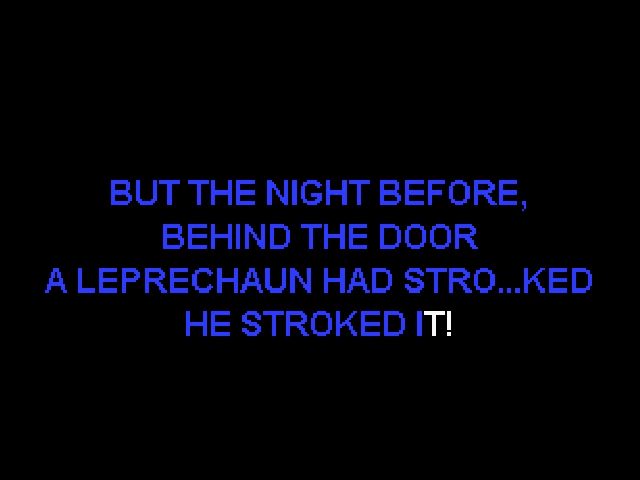 BUT THE NIGHT BEFORE,
BEHIND THE DOOR
A LEPRECHAUN HAD STRO...KED
HE STROKED IT!